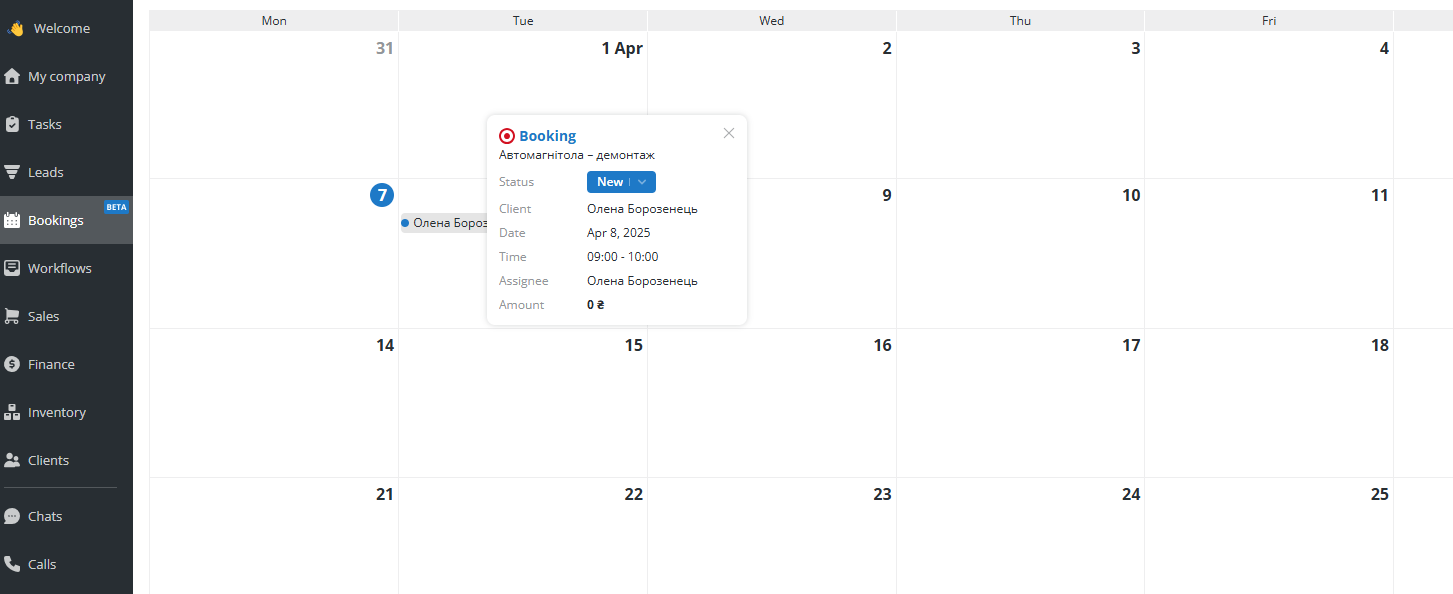 Welcome
My company
Tasks
Leads
BETA
Bookings
Workflows
Sales
Finance
Inventory
Clients
Chats
Calls
Mon Tue Wed Thu Fri
31 1 Apr 2 3 4
7 9 10 11
Олена Бороз
Booking
Автомагнітола – демонтаж
Status New
Client Олена Борозенець
Date Apr 8, 2025
Time 09:00 - 10:00
Assignee Олена Борозенець
Amount 0 ₴
14 15 16 17 18
21 22 23 24 25